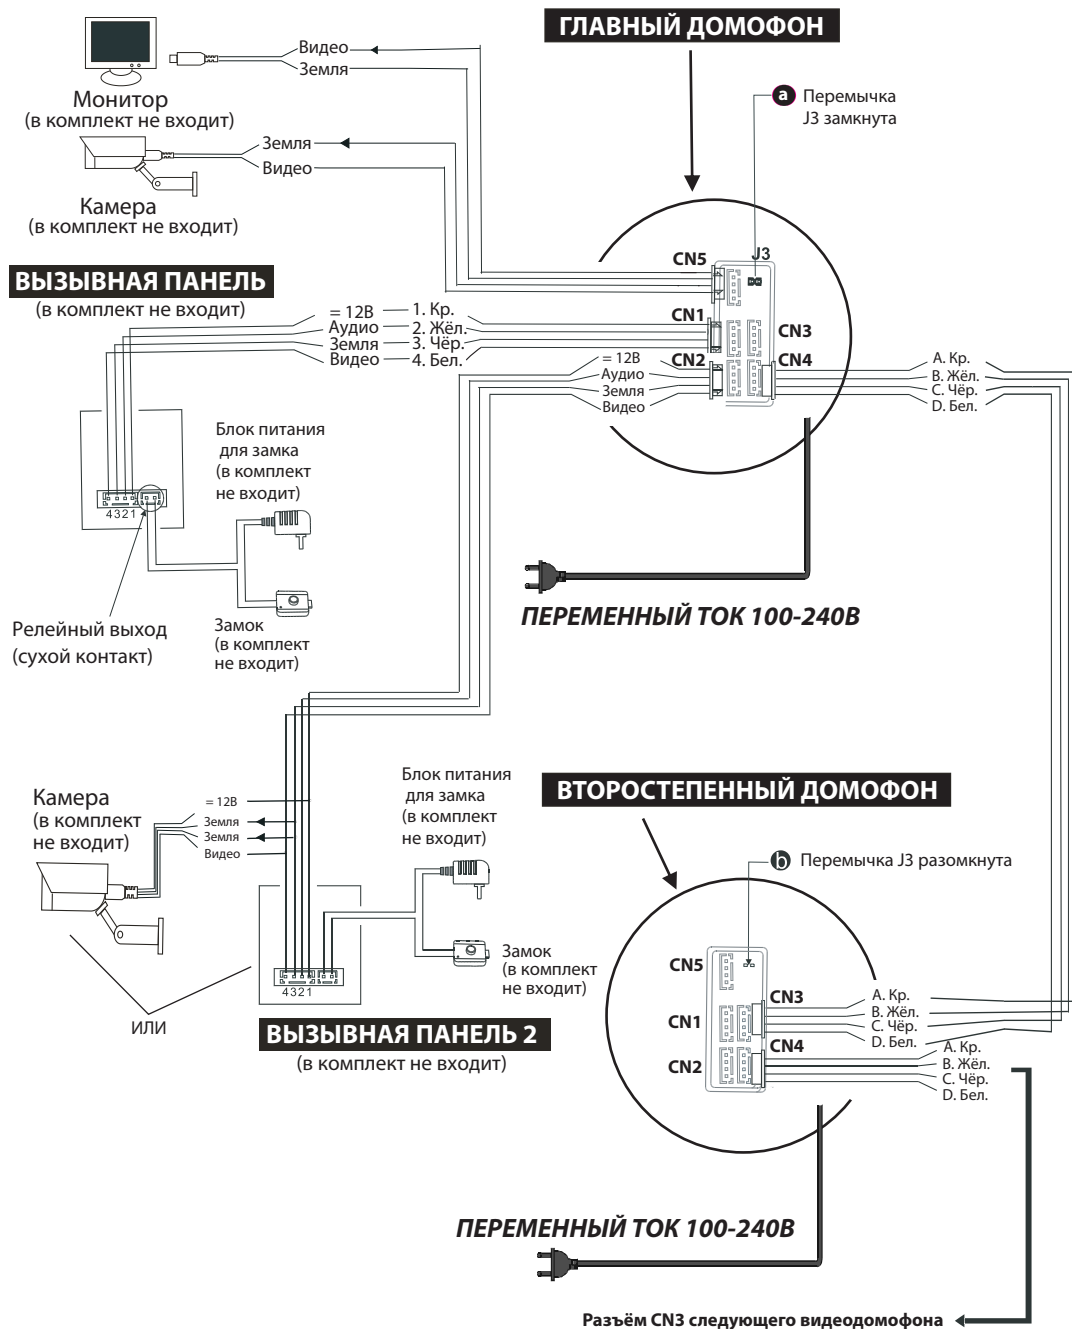 ГЛАВНЫЙ ДОМОФОН
Видео
Земля
Монитор
(в комплект не входит)
a Перемычка
J3 замкнута
Земля
Видео
Камера
(в комплект не входит)
CN5
J3
ВЫЗЫВНАЯ ПАНЕЛЬ
(в комплект не входит)
= 12В 1. Кр.
Аудио 2. Жёл.
Земля 3. Чёр.
Видео 4. Бел.
CN1
CN3
CN2
CN4
= 12В
Аудио
Земля
Видео
A. Кр.
B. Жёл.
C. Чёр.
D. Бел.
Блок питания
для замка
(в комплект
не входит)
4321
Релейный выход
(сухой контакт)
Замок
(в комплект
не входит)
ПЕРЕМЕННЫЙ ТОК 100-240В
Камера
(в комплект
не входит)
= 12В
Земля
Земля
Видео
Блок питания
для замка
(в комплект
не входит)
ВТОРОСТЕПЕННЫЙ ДОМОФОН
b Перемычка J3 разомкнута
Замок
(в комплект
не входит)
4321
ИЛИ
ВЫЗЫВНАЯ ПАНЕЛЬ 2
(в комплект не входит)
CN5
CN3
CN1
CN4
CN2
A. Кр.
B. Жёл.
C. Чёр.
D. Бел.
A. Кр.
B. Жёл.
C. Чёр.
D. Бел.
ПЕРЕМЕННЫЙ ТОК 100-240В
Разъём CN3 следующего видеодомофона